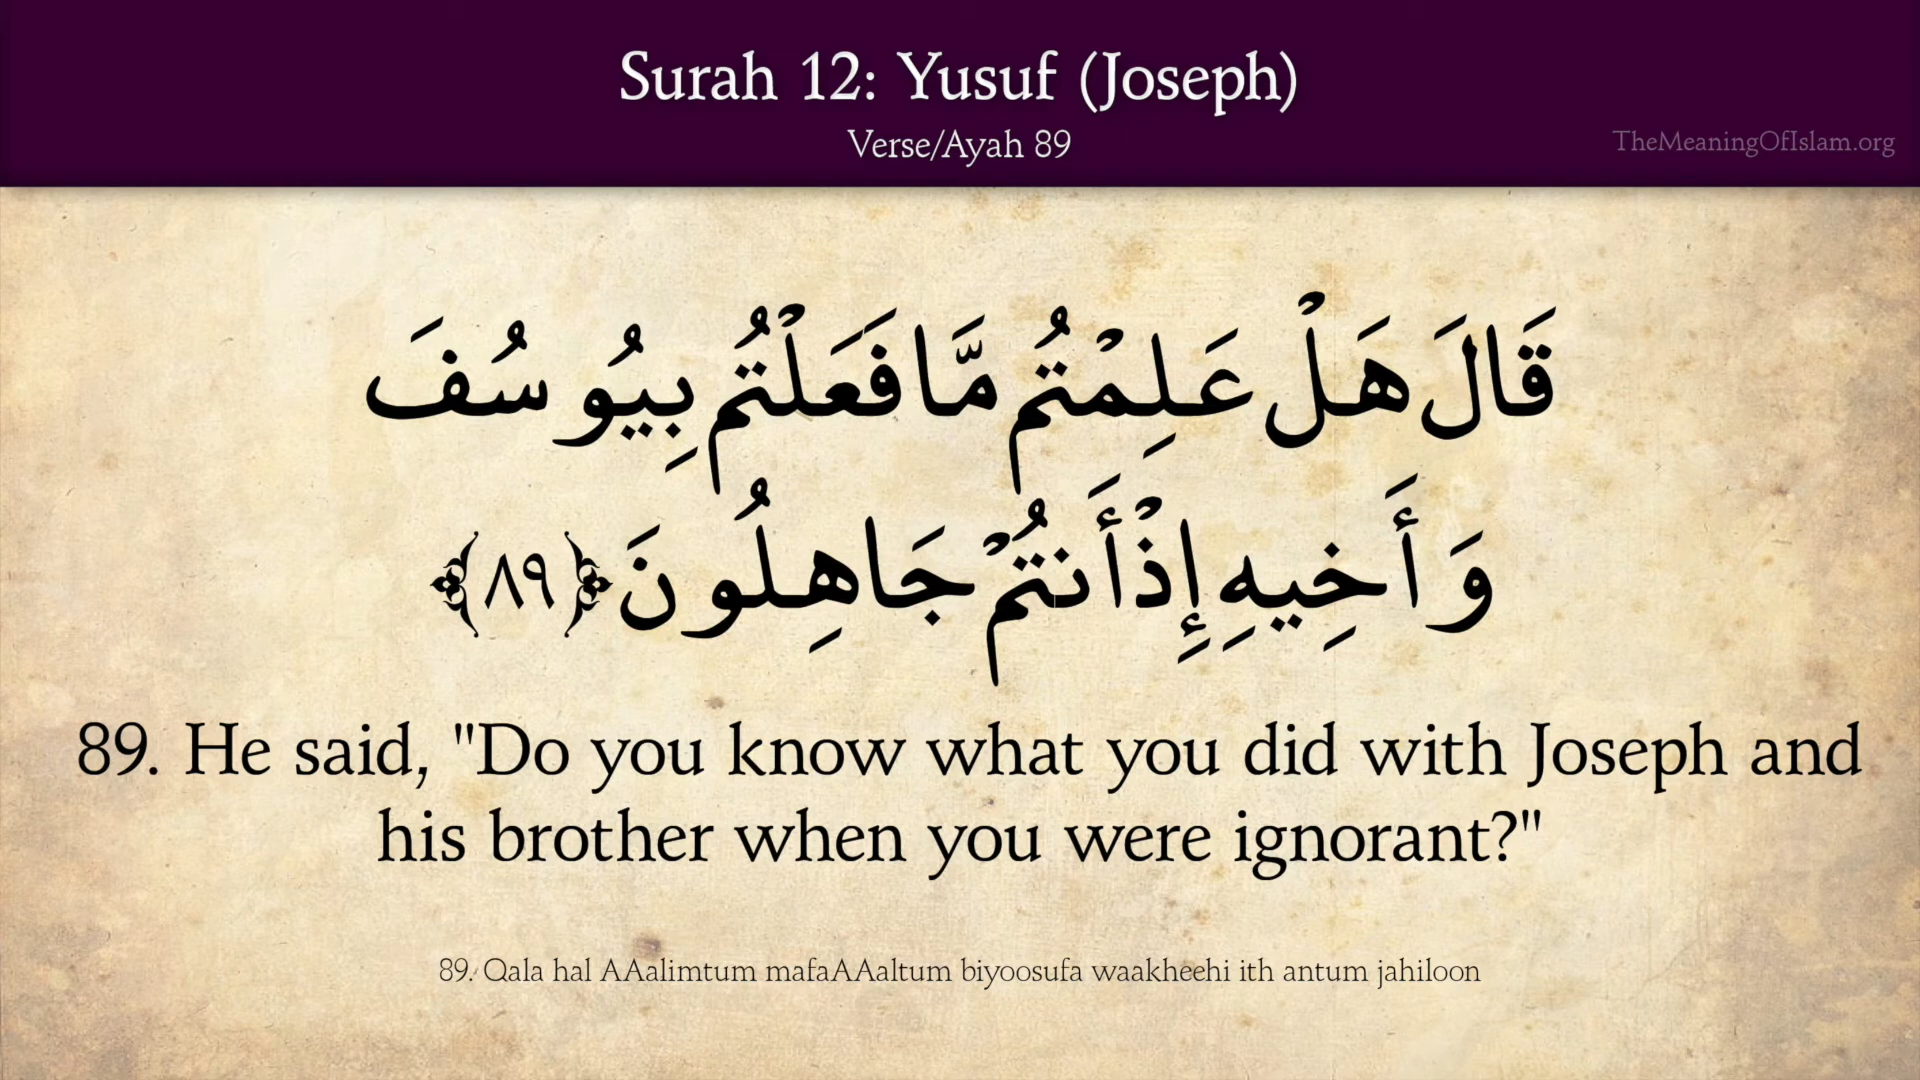 Surah 12: Yusuf (Joseph)
Verse/Ayah 89
TheMeaningOfIslam.org
قَالَ هَلْ عَلِمْتُم مَّا فَعَلْتُم بِيُوسُفَ
وَأَخِيهِ إِذْ أَنتُمْ جَاهِلُونَ ﴿٨٩﴾
89. He said, "Do you know what you did with Joseph and
his brother when you were ignorant?"
89. Qala hal AAalimtum mafaAAaltum biyoosufa waakheehi ith antum jahiloon